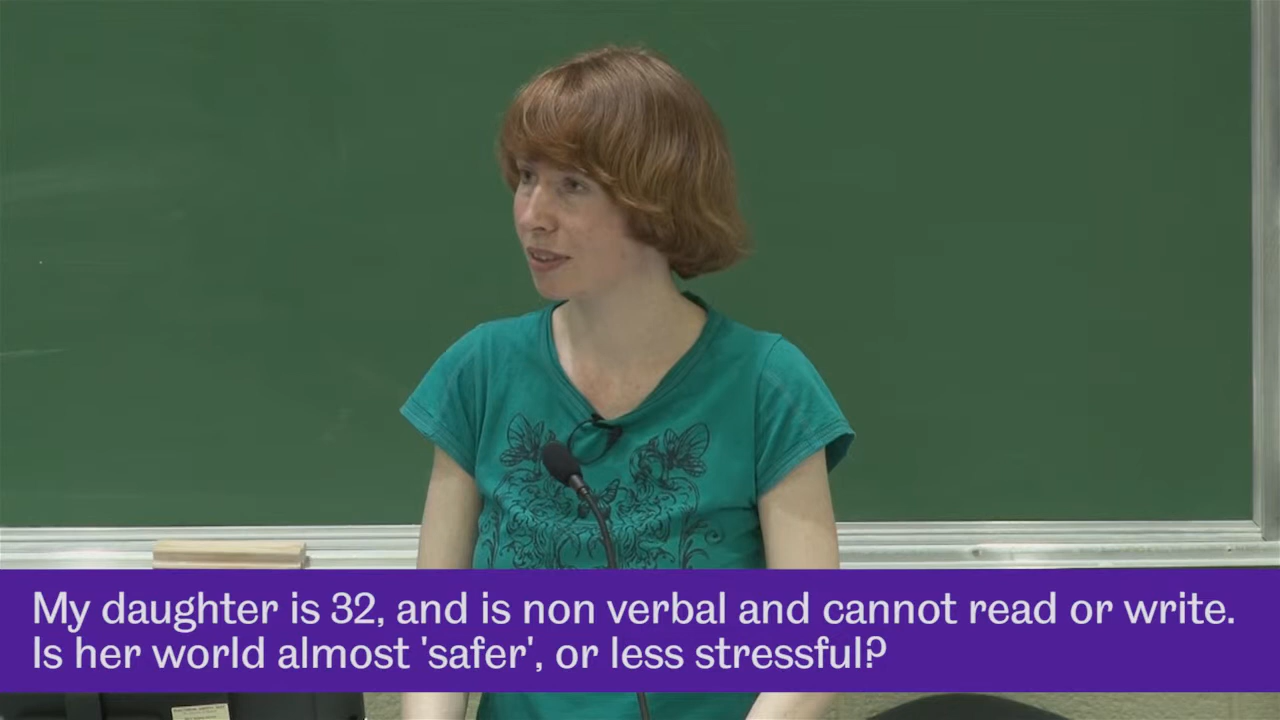 My daughter is 32, and is non verbal and cannot read or write.
Is her world almost 'safer', or less stressful?